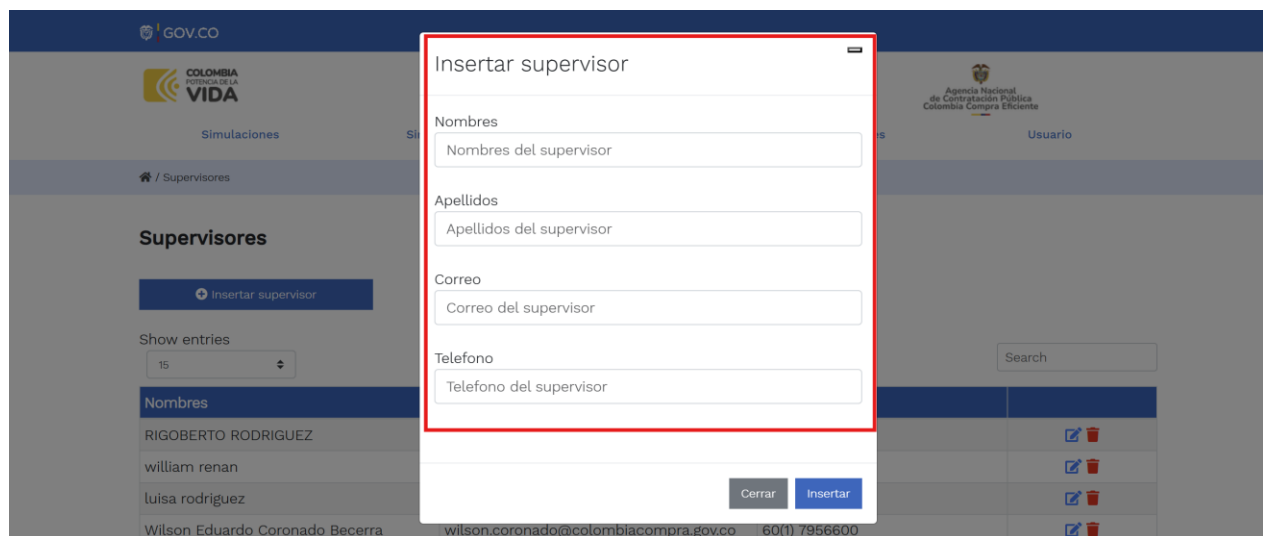 GOV.CO
COLOMBIA
POTENCIA DE LA
VIDA
Agencia Nacional
de Contratación Pública
Colombia Compra Eficiente
Simulaciones
Usuario
/ Supervisores
Supervisores
Insertar supervisor
Show entries
15
Search
Nombres
RIGOBERTO RODRIGUEZ
william renan
luisa rodriguez
Wilson Eduardo Coronado Becerra wilson.coronado@colombiacompra.gov.co 60(1) 7956600
Insertar supervisor
Nombres
Nombres del supervisor
Apellidos
Apellidos del supervisor
Correo
Correo del supervisor
Telefono
Telefono del supervisor
Cerrar Insertar